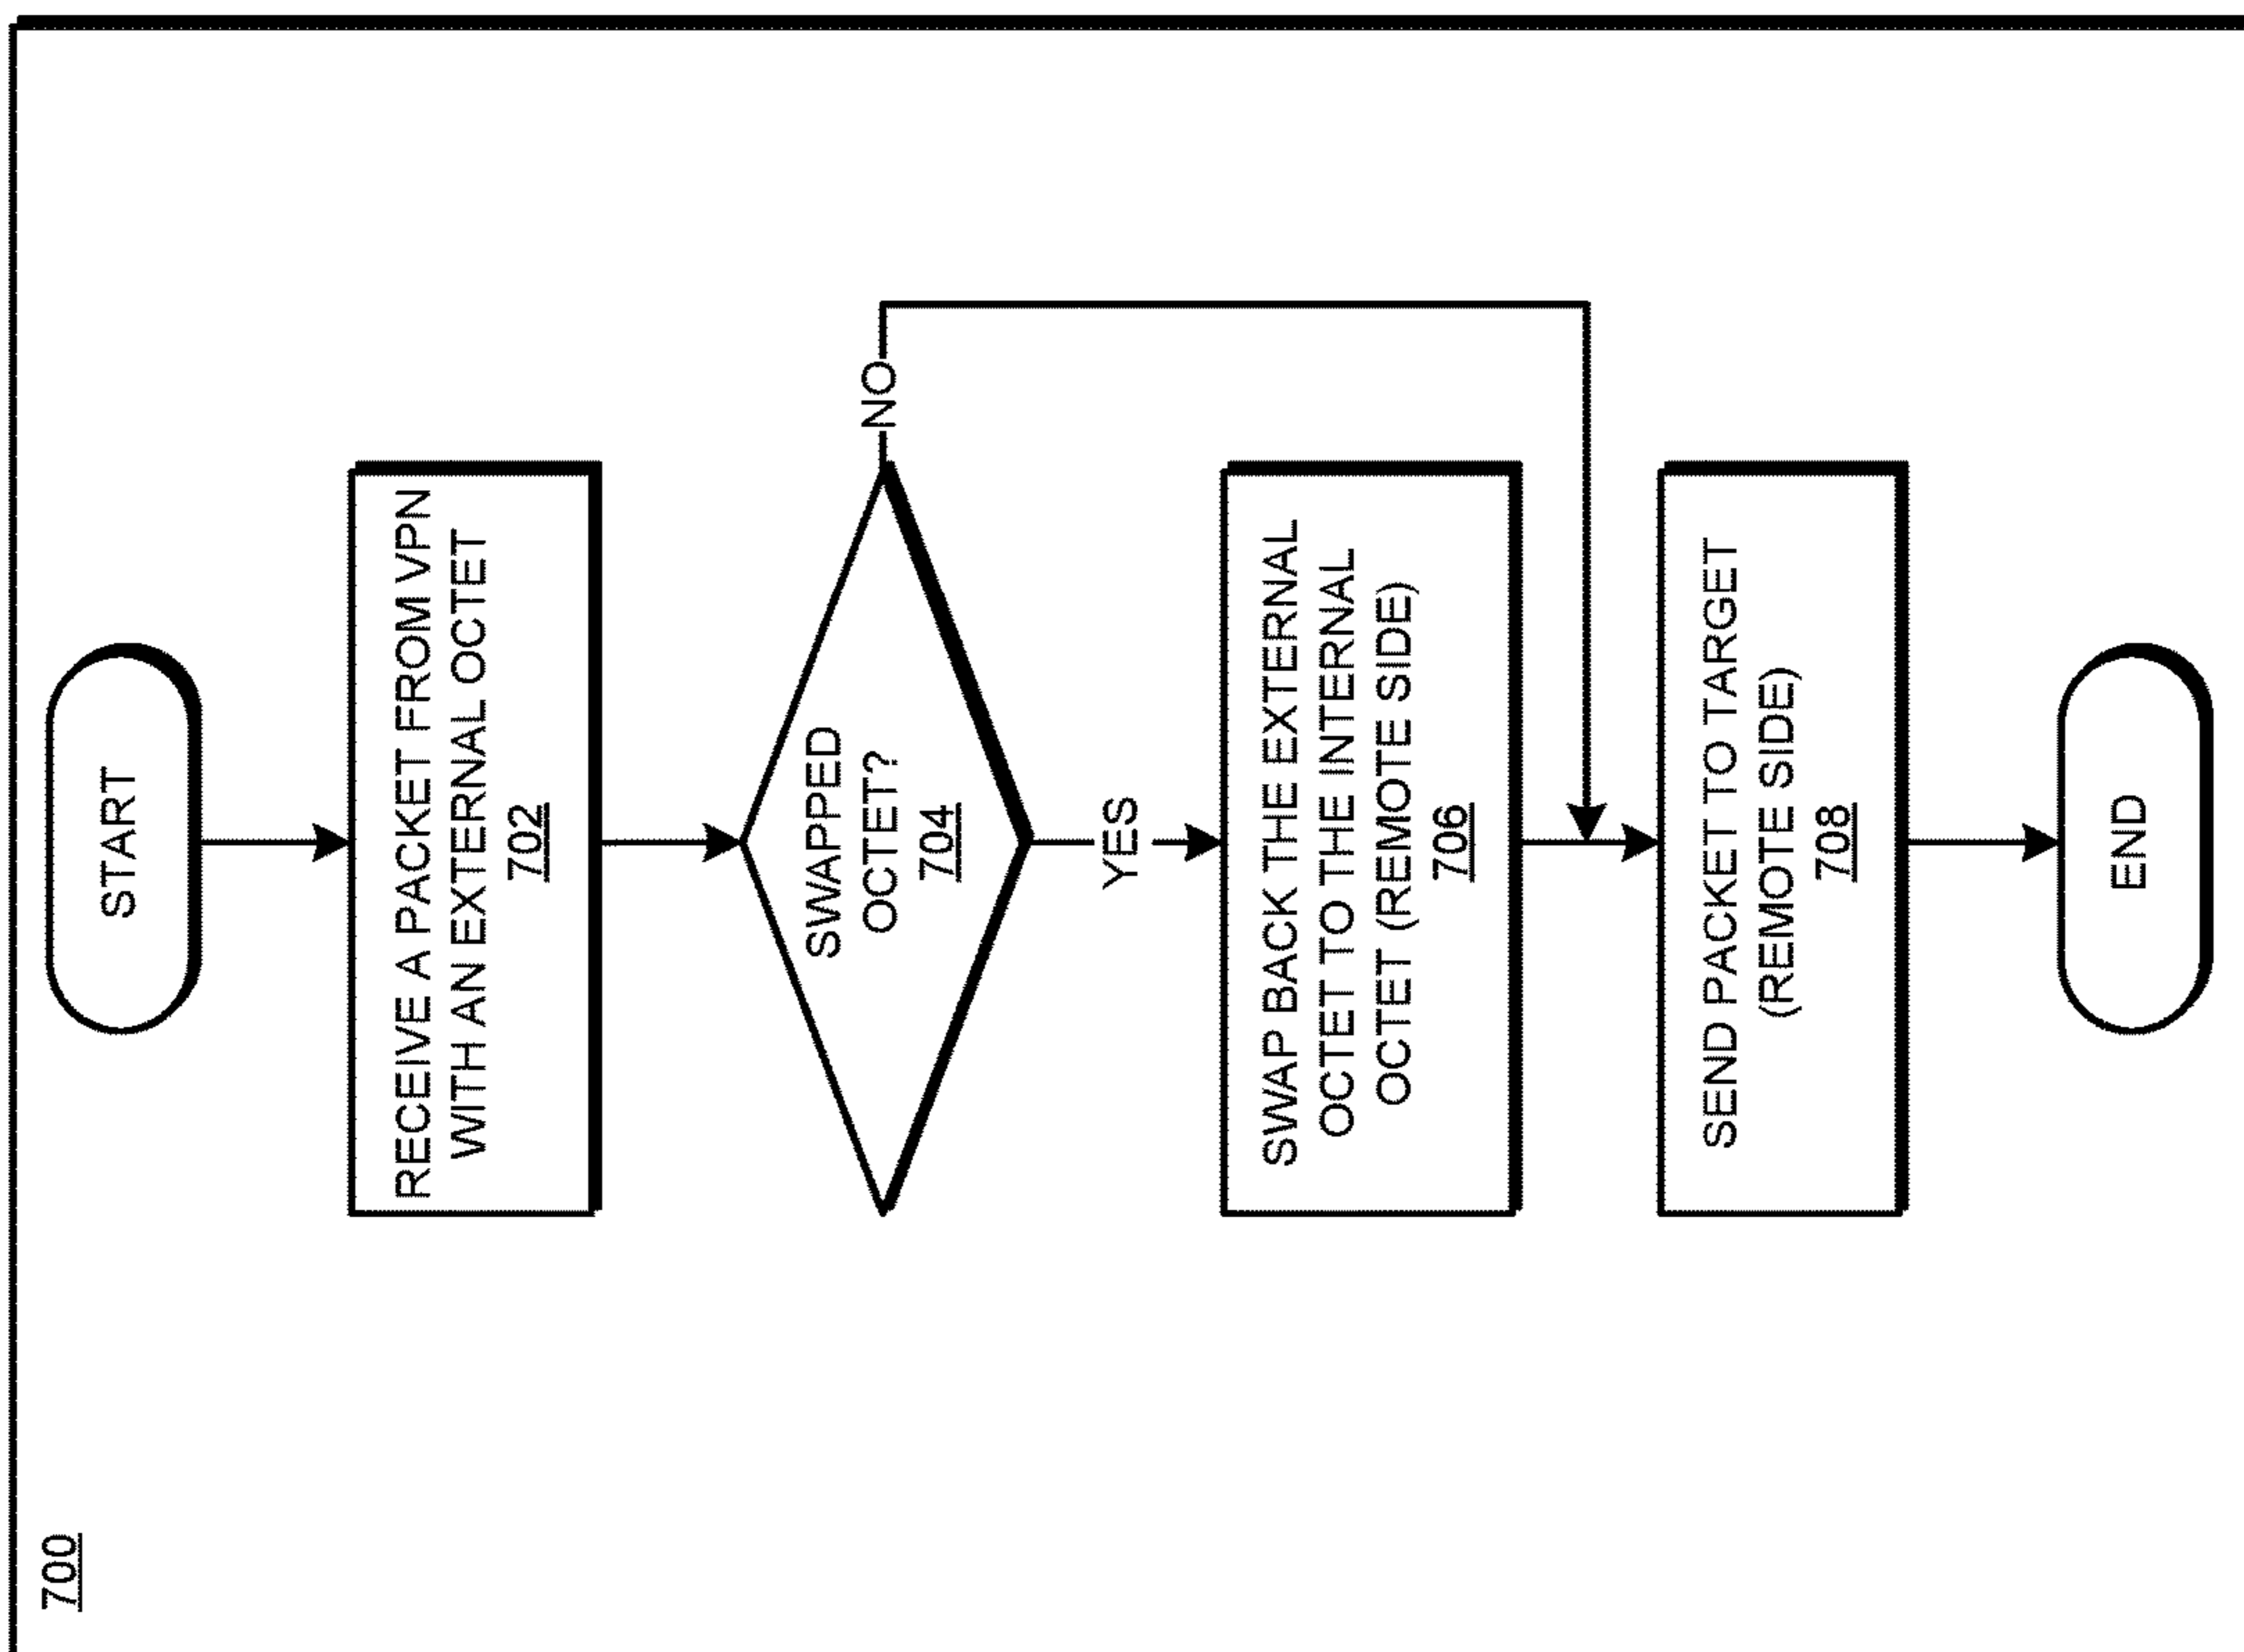 700
START
RECEIVE A PACKET FROM VPN
WITH AN EXTERNAL OCTET
702
SWAPPED
OCTET?
704
NO
YES
SWAP BACK THE EXTERNAL
OCTET TO THE INTERNAL
OCTET (REMOTE SIDE)
706
SEND PACKET TO TARGET
(REMOTE SIDE)
708
END